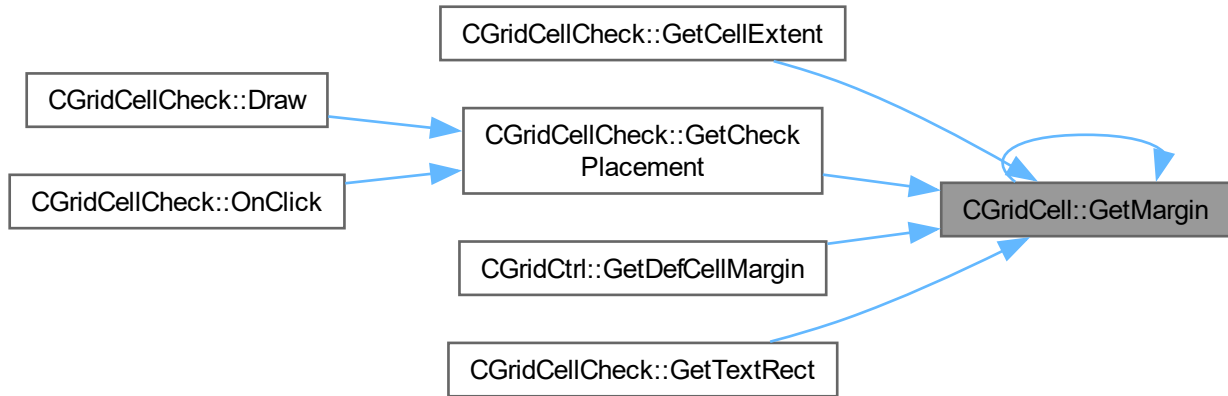 CGridCellCheck::GetCellExtent
CGridCellCheck::Draw
CGridCellCheck::GetCheck
Placement
CGridCellCheck::OnClick
CGridCell::GetMargin
CGridCtrl::GetDefCellMargin
CGridCellCheck::GetTextRect